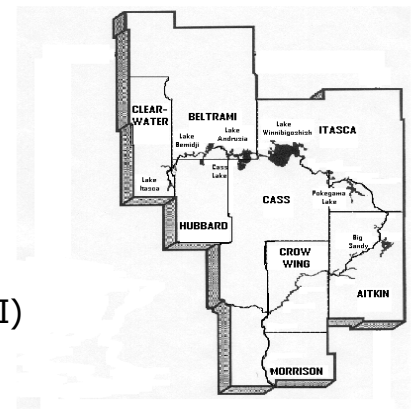 CLEAR-
WATER
BELTRAMI
Lake
Bemidji
Lake
Andrusia
Cass
Lake
Lake
Winnibigoshish
ITASCA
Lake
Itasca
Pokegama
Lake
CASS
HUBBARD
Big
Sandy
CROW
WING
AITKIN
I)
MORRISON